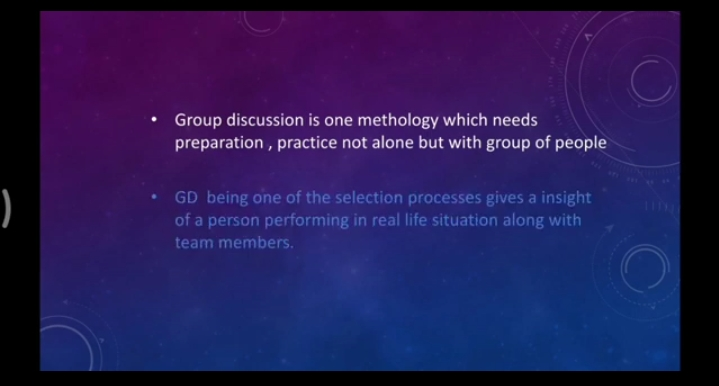 • Group discussion is one methology which needs
preparation , practice not alone but with group of people
• GD being one of the selection processes gives a insight
of a person performing in real life situation along with
team members.